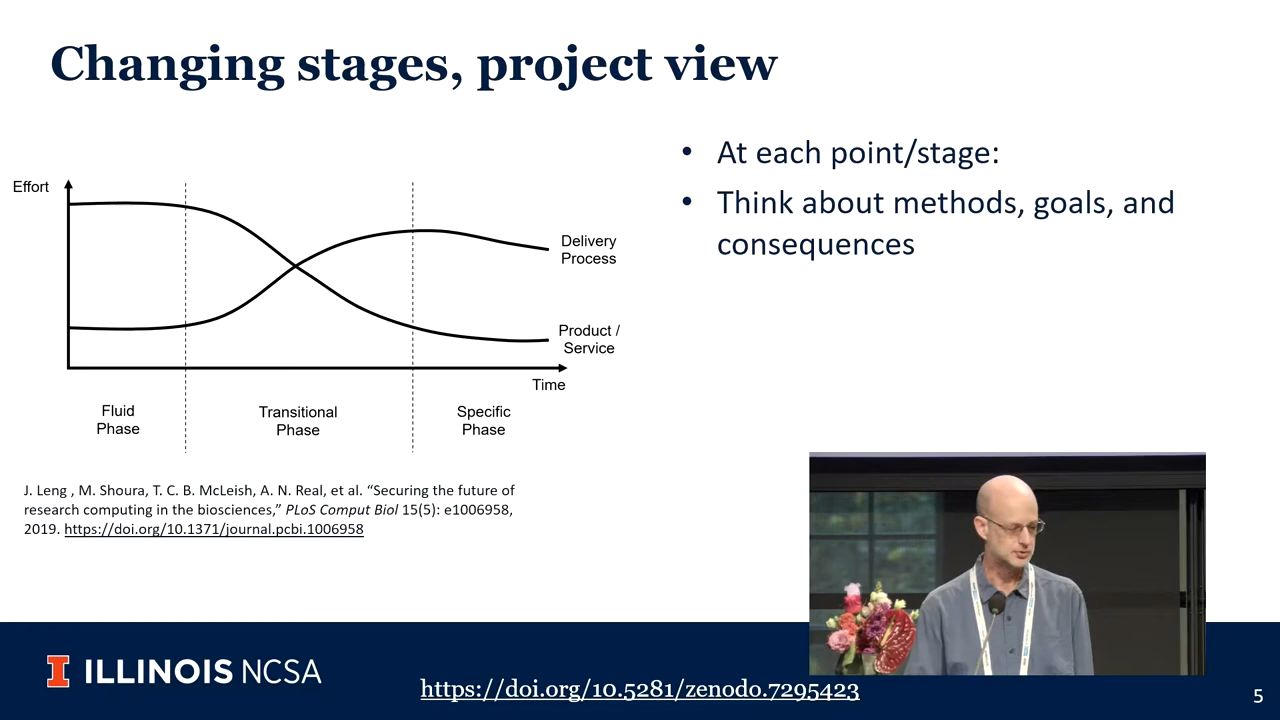 Changing stages, project view
Effort
Delivery
Process
Product /
Service
Time
Fluid
Phase
Transitional
Phase
Specific
Phase
J. Leng , M. Shoura, T. C. B. McLeish, A. N. Real, et al. “Securing the future of
research computing in the biosciences,” PLoS Comput Biol 15(5): e1006958,
2019. https://doi.org/10.1371/journal.pcbi.1006958
• At each point/stage:
• Think about methods, goals, and
consequences
I ILLINOIS NCSA
https://doi.org/10.5281/zenodo.7295423
5